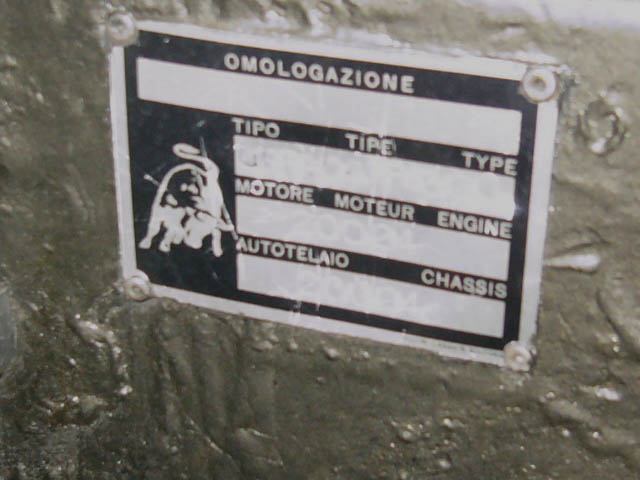 OMOLOGAZIONE
TIPO TIPE TYPE
MOTORE MOTEUR ENGINE
AUTOTELAIO CHASSIS